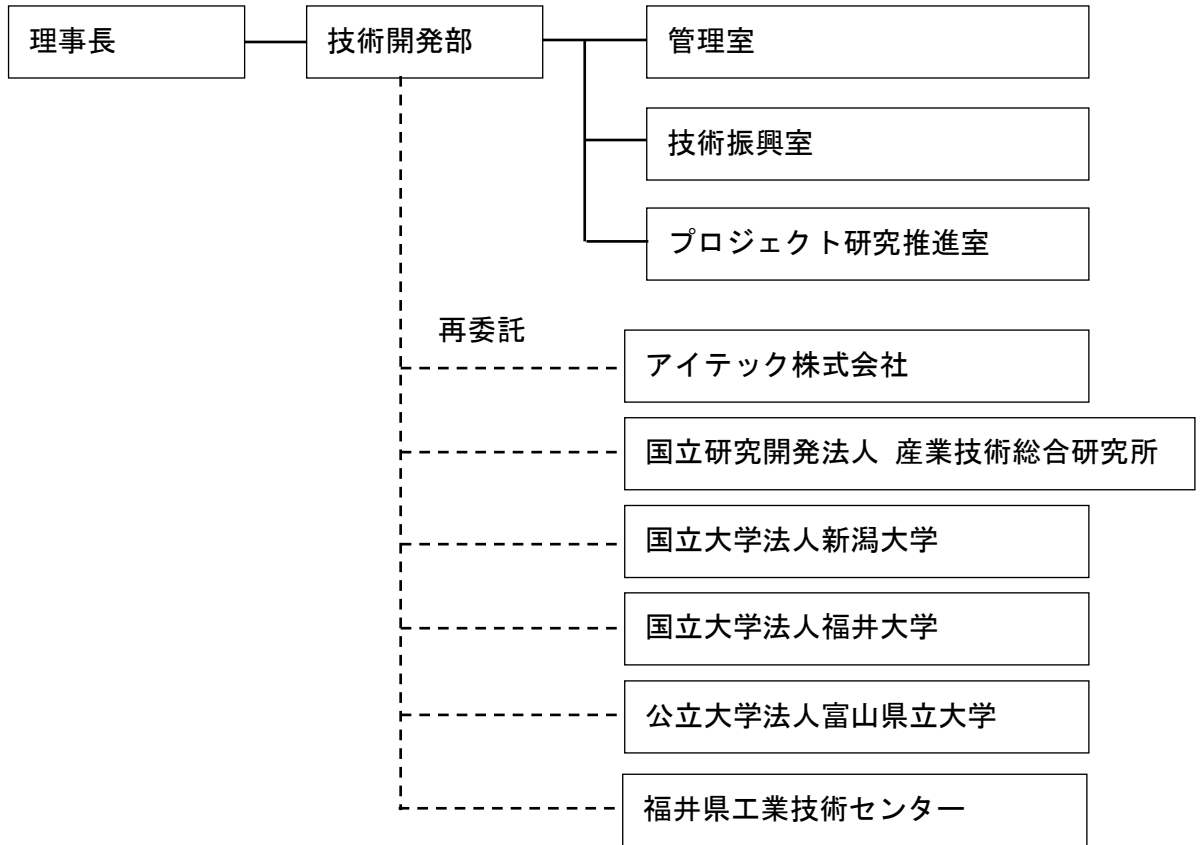 理事長
技術開発部
管理室
技術振興室
プロジェクト研究推進室
再委託
アイテック株式会社
国立研究開発法人 産業技術総合研究所
国立大学法人新潟大学
国立大学法人福井大学
公立大学法人富山県立大学
福井県工業技術センター